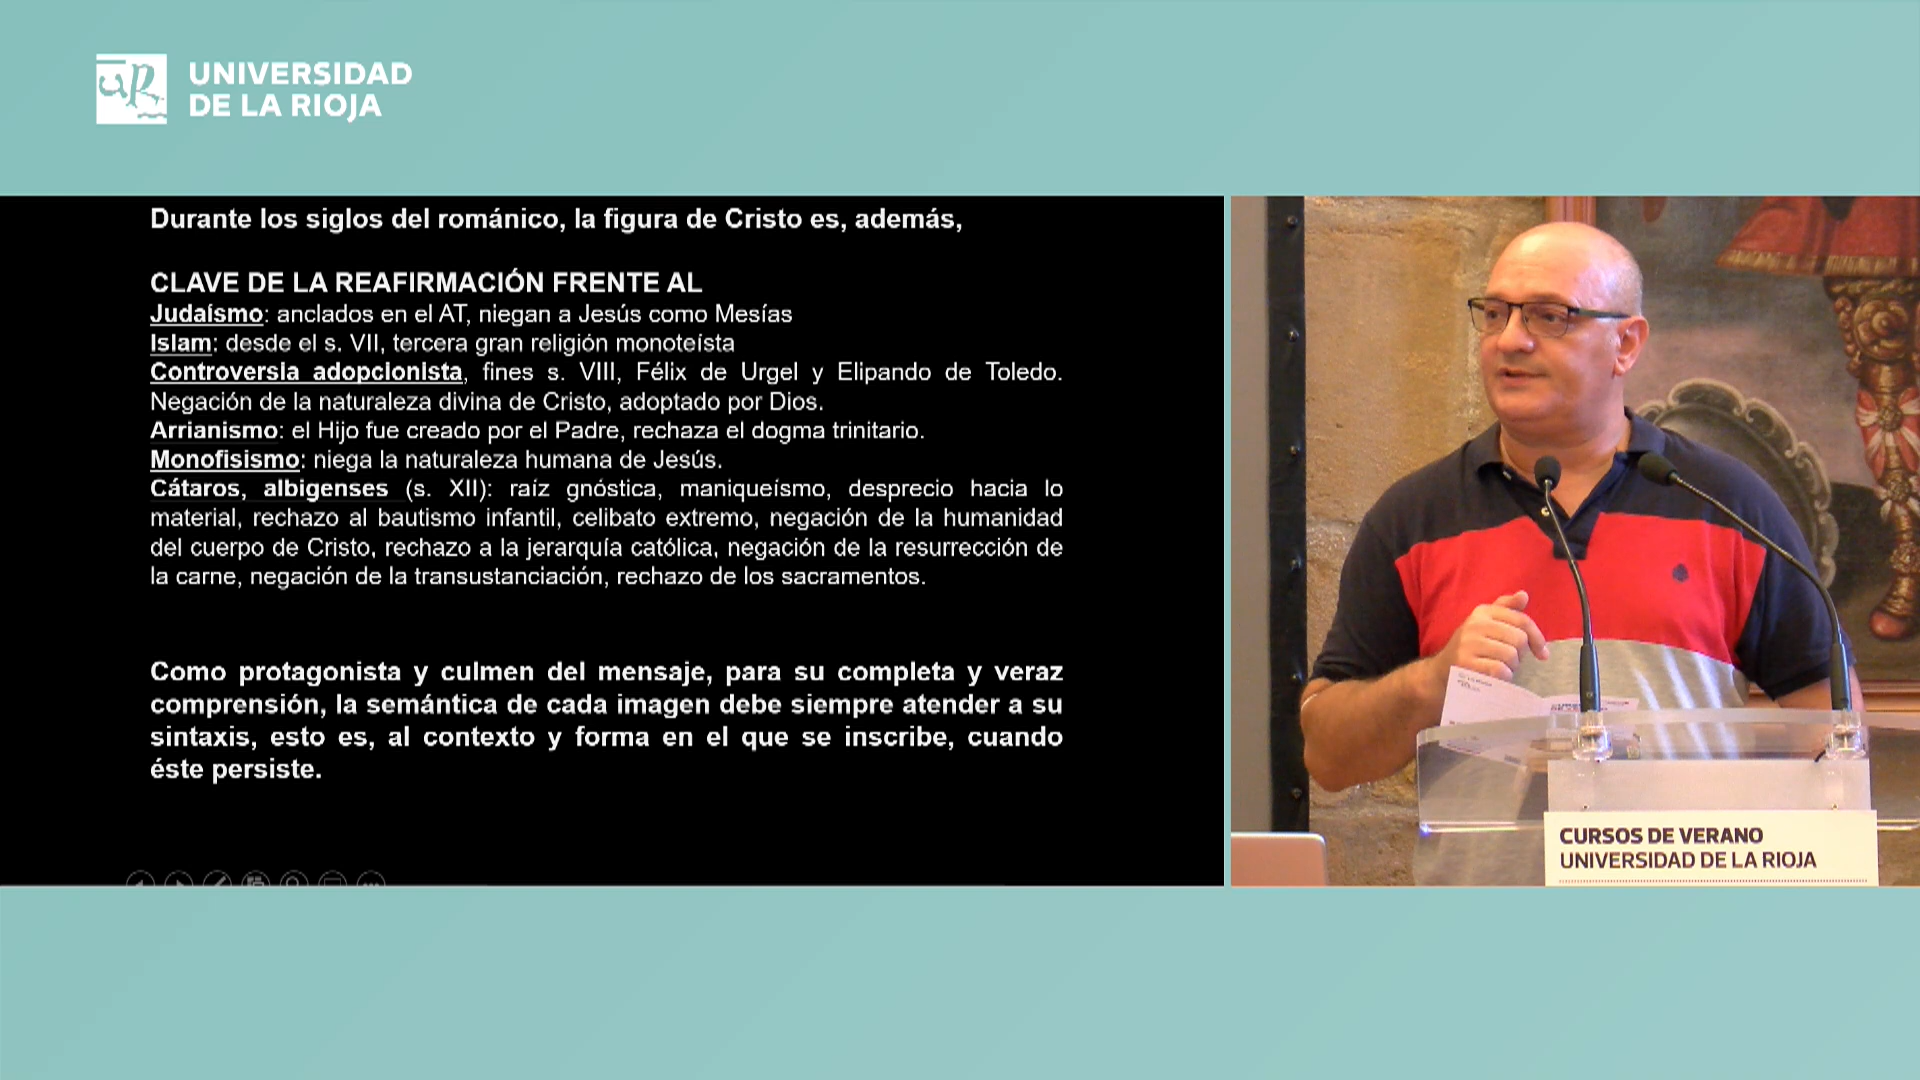 UNIVERSIDAD
DE LA RIOJA
Durante los siglos del románico, la figura de Cristo es, además,
CLAVE DE LA REAFIRMACIÓN FRENTE AL
Judaísmo: anclados en el AT, niegan a Jesús como Mesías
Islam: desde el s. VII, tercera gran religión monoteísta
Controversia adopcionista, fines s. VIII, Félix de Urgel y Elipando de Toledo.
Negación de la naturaleza divina de Cristo, adoptado por Dios.
Arrianismo: el Hijo fue creado por el Padre, rechaza el dogma trinitario.
Monofisismo: niega la naturaleza humana de Jesús.
Cátaros, albigenses (s. XII): raíz gnóstica, maniqueísmo, desprecio hacia lo
material, rechazo al bautismo infantil, celibato extremo, negación de la humanidad
del cuerpo de Cristo, rechazo a la jerarquía católica, negación de la resurrección de
la carne, negación de la transustanciación, rechazo de los sacramentos.
Como protagonista y culmen del mensaje, para su completa y veraz
comprensión, la semántica de cada imagen debe siempre atender a su
sintaxis, esto es, al contexto y forma en el que se inscribe, cuando
éste persiste.
CURSOS DE VERANO
UNIVERSIDAD DE LA RIOJA